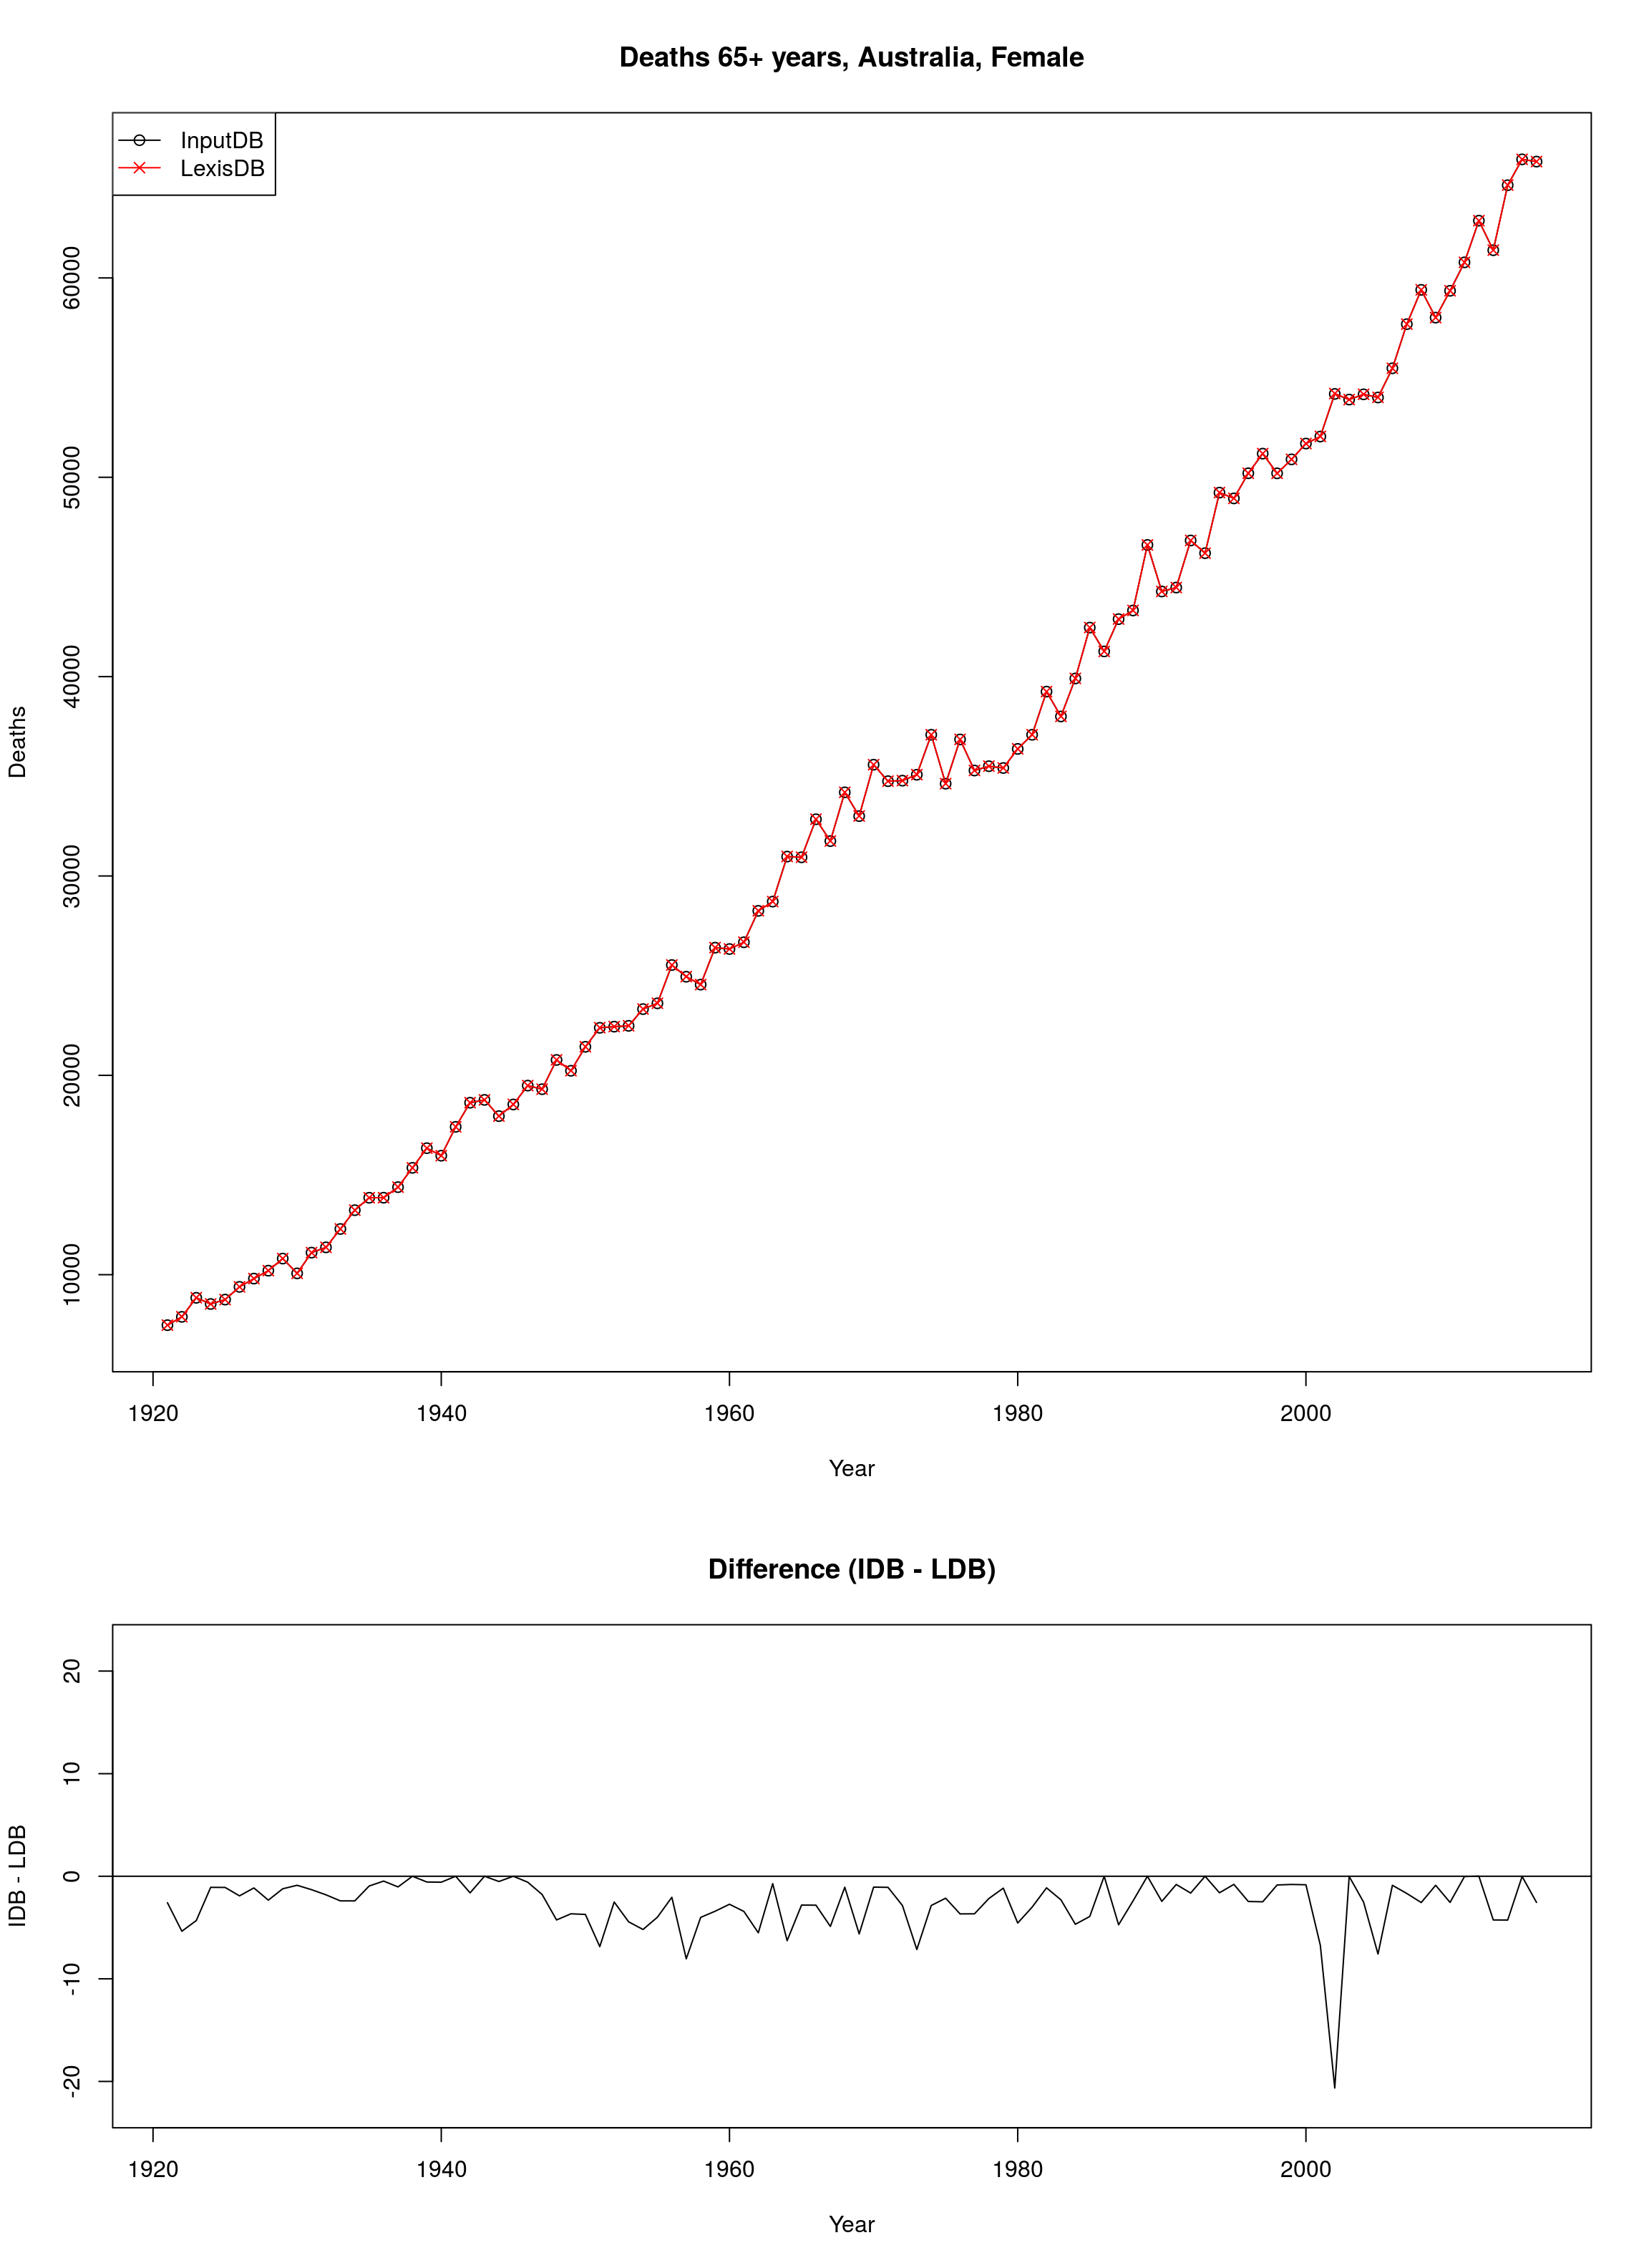 Deaths 65+ years, Australia, Female
InputDB
LexisDB
60000
50000
40000
30000
20000
10000
Deaths
1920 1940 1960 1980 2000
Year
Difference (IDB - LDB)
20
10
0
-10
-20
IDB - LDB
1920 1940 1960 1980 2000
Year